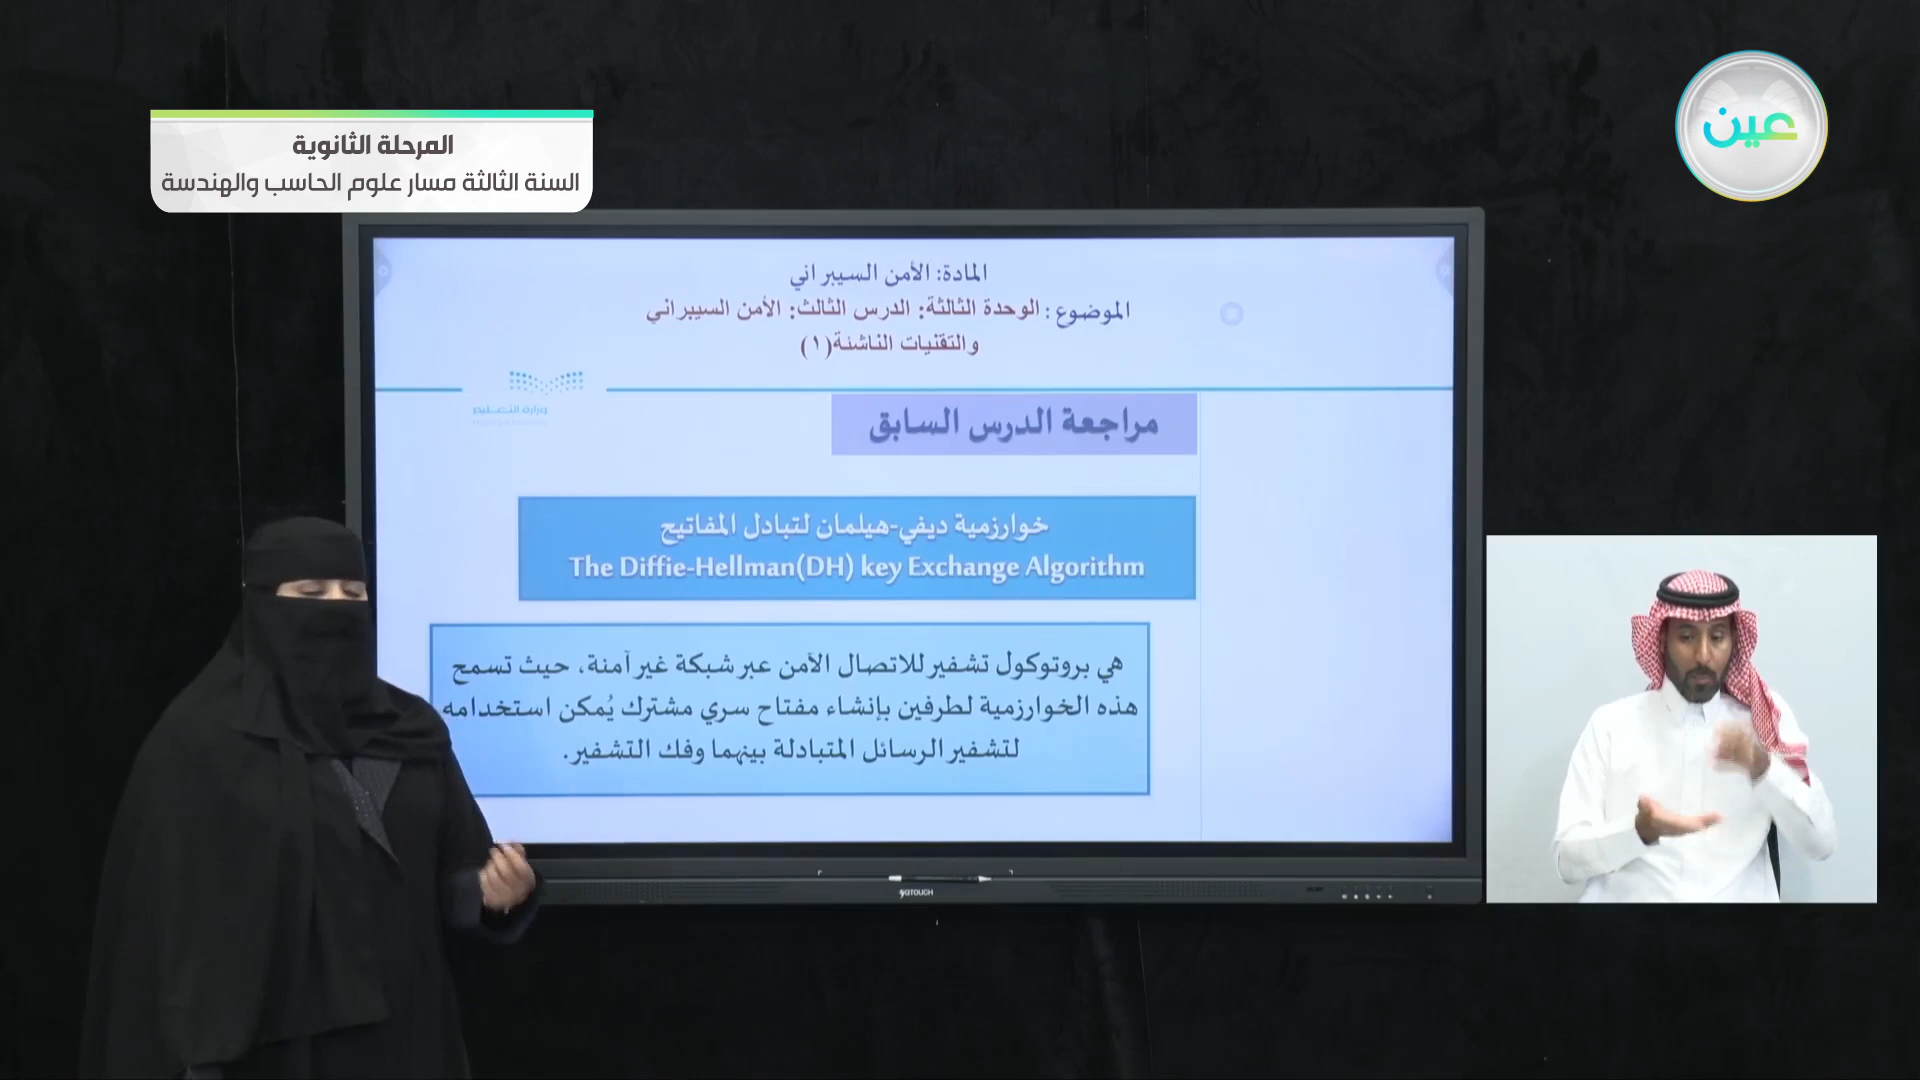 المرحلة الثانوية
السنة الثالثة مسار علوم الحاسب والهندسة
عين
المادة: الأمن السيبراني
الموضوع : الوحدة الثالثة: الدرس الثالث: الأمن السيبراني
والتقنيات الناشئة(١)
وزارة التعليم
مراجعة الدرس السابق
خوارزمية ديفي-هيلمان لتبادل المفاتيح
The Diffie-Hellman(DH) key Exchange Algorithm
هي بروتوكول تشفير للاتصال الآمن عبر شبكة غير آمنة، حيث تسمح
هذه الخوارزمية لطرفين بإنشاء مفتاح سري مشترك يُمكن استخدامه
لتشفير الرسائل المتبادلة بينهما وفك التشفير.